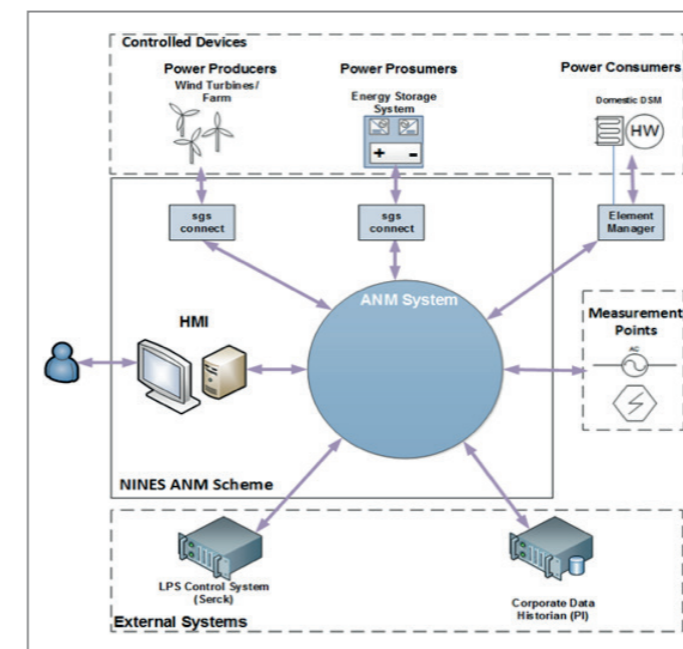 Controlled Devices
Power Producers
Wind Turbines/
Farm
Power Prosumers
Energy Storage
System
+ -
Power Consumers
Domestic DSM
HW
sgs
connect
sgs
connect
Element
Manager
ANM System
HMI
Measurement
Points
AC
NINES ANM Scheme
LPS Control System
(Serck)
Corporate Data
Historian (PI)
External Systems